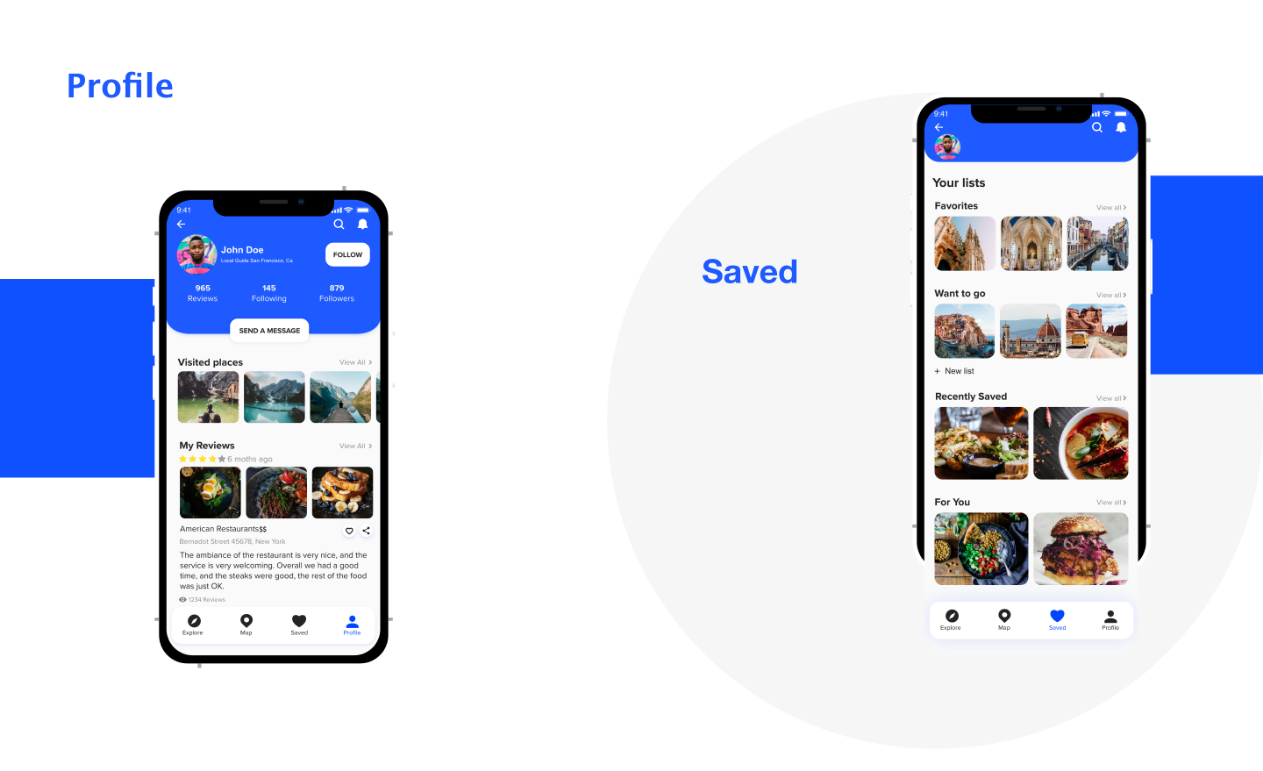 Profile
9:41
John Doe
Local Guide San Francisco, Ca
FOLLOW
965
145
879
Reviews
Following
Followers
SEND A MESSAGE
Visited places
View All >
My Reviews
View All >
6 moths ago
American Restaurants$$
Bernadot Street 45678, New York
The ambiance of the restaurant is very nice, and the
service is very welcoming. Overall we had a good
time, and the steaks were good, the rest of the food
was just OK.
1234 Reviews
Explore
Map
Saved
Profile
Saved
9:41
Your lists
Favorites
View all >
Want to go
View all >
+ New list
Recently Saved
View all >
For You
View all >
Explore
Map
Saved
Profile